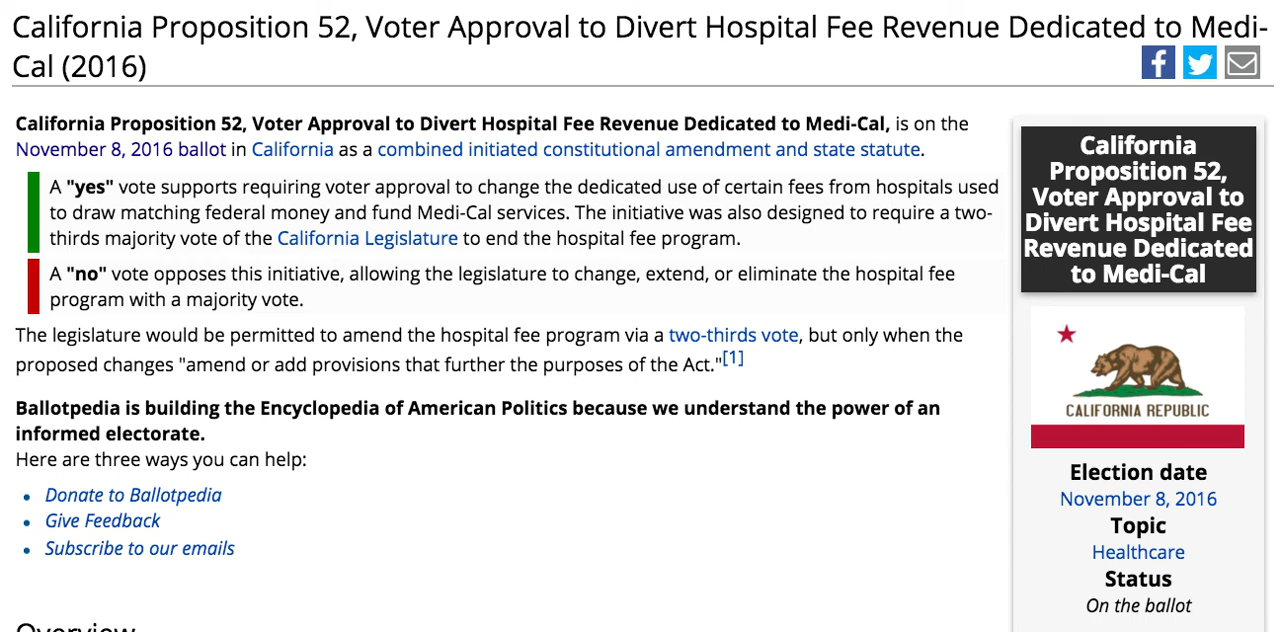 California Proposition 52, Voter Approval to Divert Hospital Fee Revenue Dedicated to Medi-
Cal (2016)
California Proposition 52, Voter Approval to Divert Hospital Fee Revenue Dedicated to Medi-Cal, is on the
November 8, 2016 ballot in California as a combined initiated constitutional amendment and state statute.
A "yes" vote supports requiring voter approval to change the dedicated use of certain fees from hospitals used
to draw matching federal money and fund Medi-Cal services. The initiative was also designed to require a two-
thirds majority vote of the California Legislature to end the hospital fee program.
A "no" vote opposes this initiative, allowing the legislature to change, extend, or eliminate the hospital fee
program with a majority vote.
The legislature would be permitted to amend the hospital fee program via a two-thirds vote, but only when the
proposed changes "amend or add provisions that further the purposes of the Act."[1]
Ballotpedia is building the Encyclopedia of American Politics because we understand the power of an
informed electorate.
Here are three ways you can help:
• Donate to Ballotpedia
• Give Feedback
• Subscribe to our emails
Overview
California
Proposition 52,
Voter Approval to
Divert Hospital Fee
Revenue Dedicated
to Medi-Cal
CALIFORNIA REPUBLIC
Election date
November 8, 2016
Topic
Healthcare
Status
On the ballot